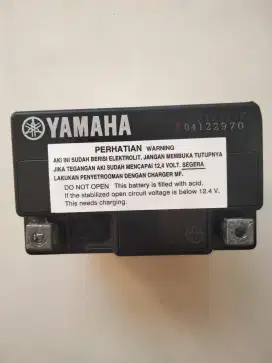 04122970
YAMAHA
PERHATIAN WARNING
AKI INI SUDAH BERISI ELEKTROLIT, JANGAN MEMBUKA TUTUPNYA
JIKA TEGANGAN AKI SUDAH MENCAPAI 12,4 VOLT. SEGERA
LAKUKAN PENYETROOMAN DENGAN CHARGER MF.
DO NOT OPEN This battery is filled with acid.
If the stabilized open circuit voltage is below 12.4 V.
This needs charging.